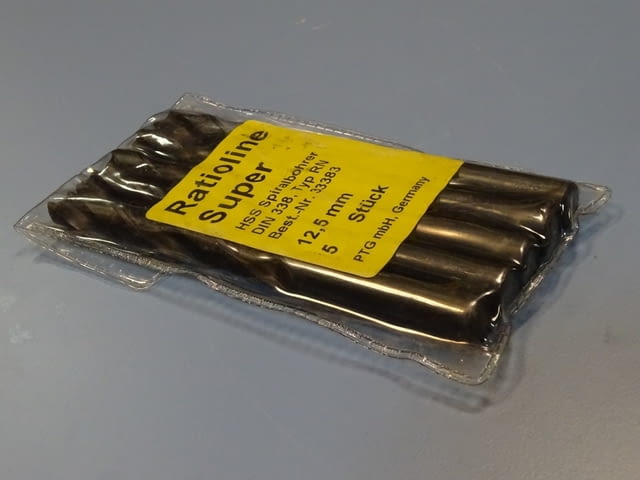 Ratioline
Super
HSS Spiralbohrer
DIN 338, Typ RN
Best.-Nr. 33383
12,5 mm
5 Stück
PTG mbH, Germany